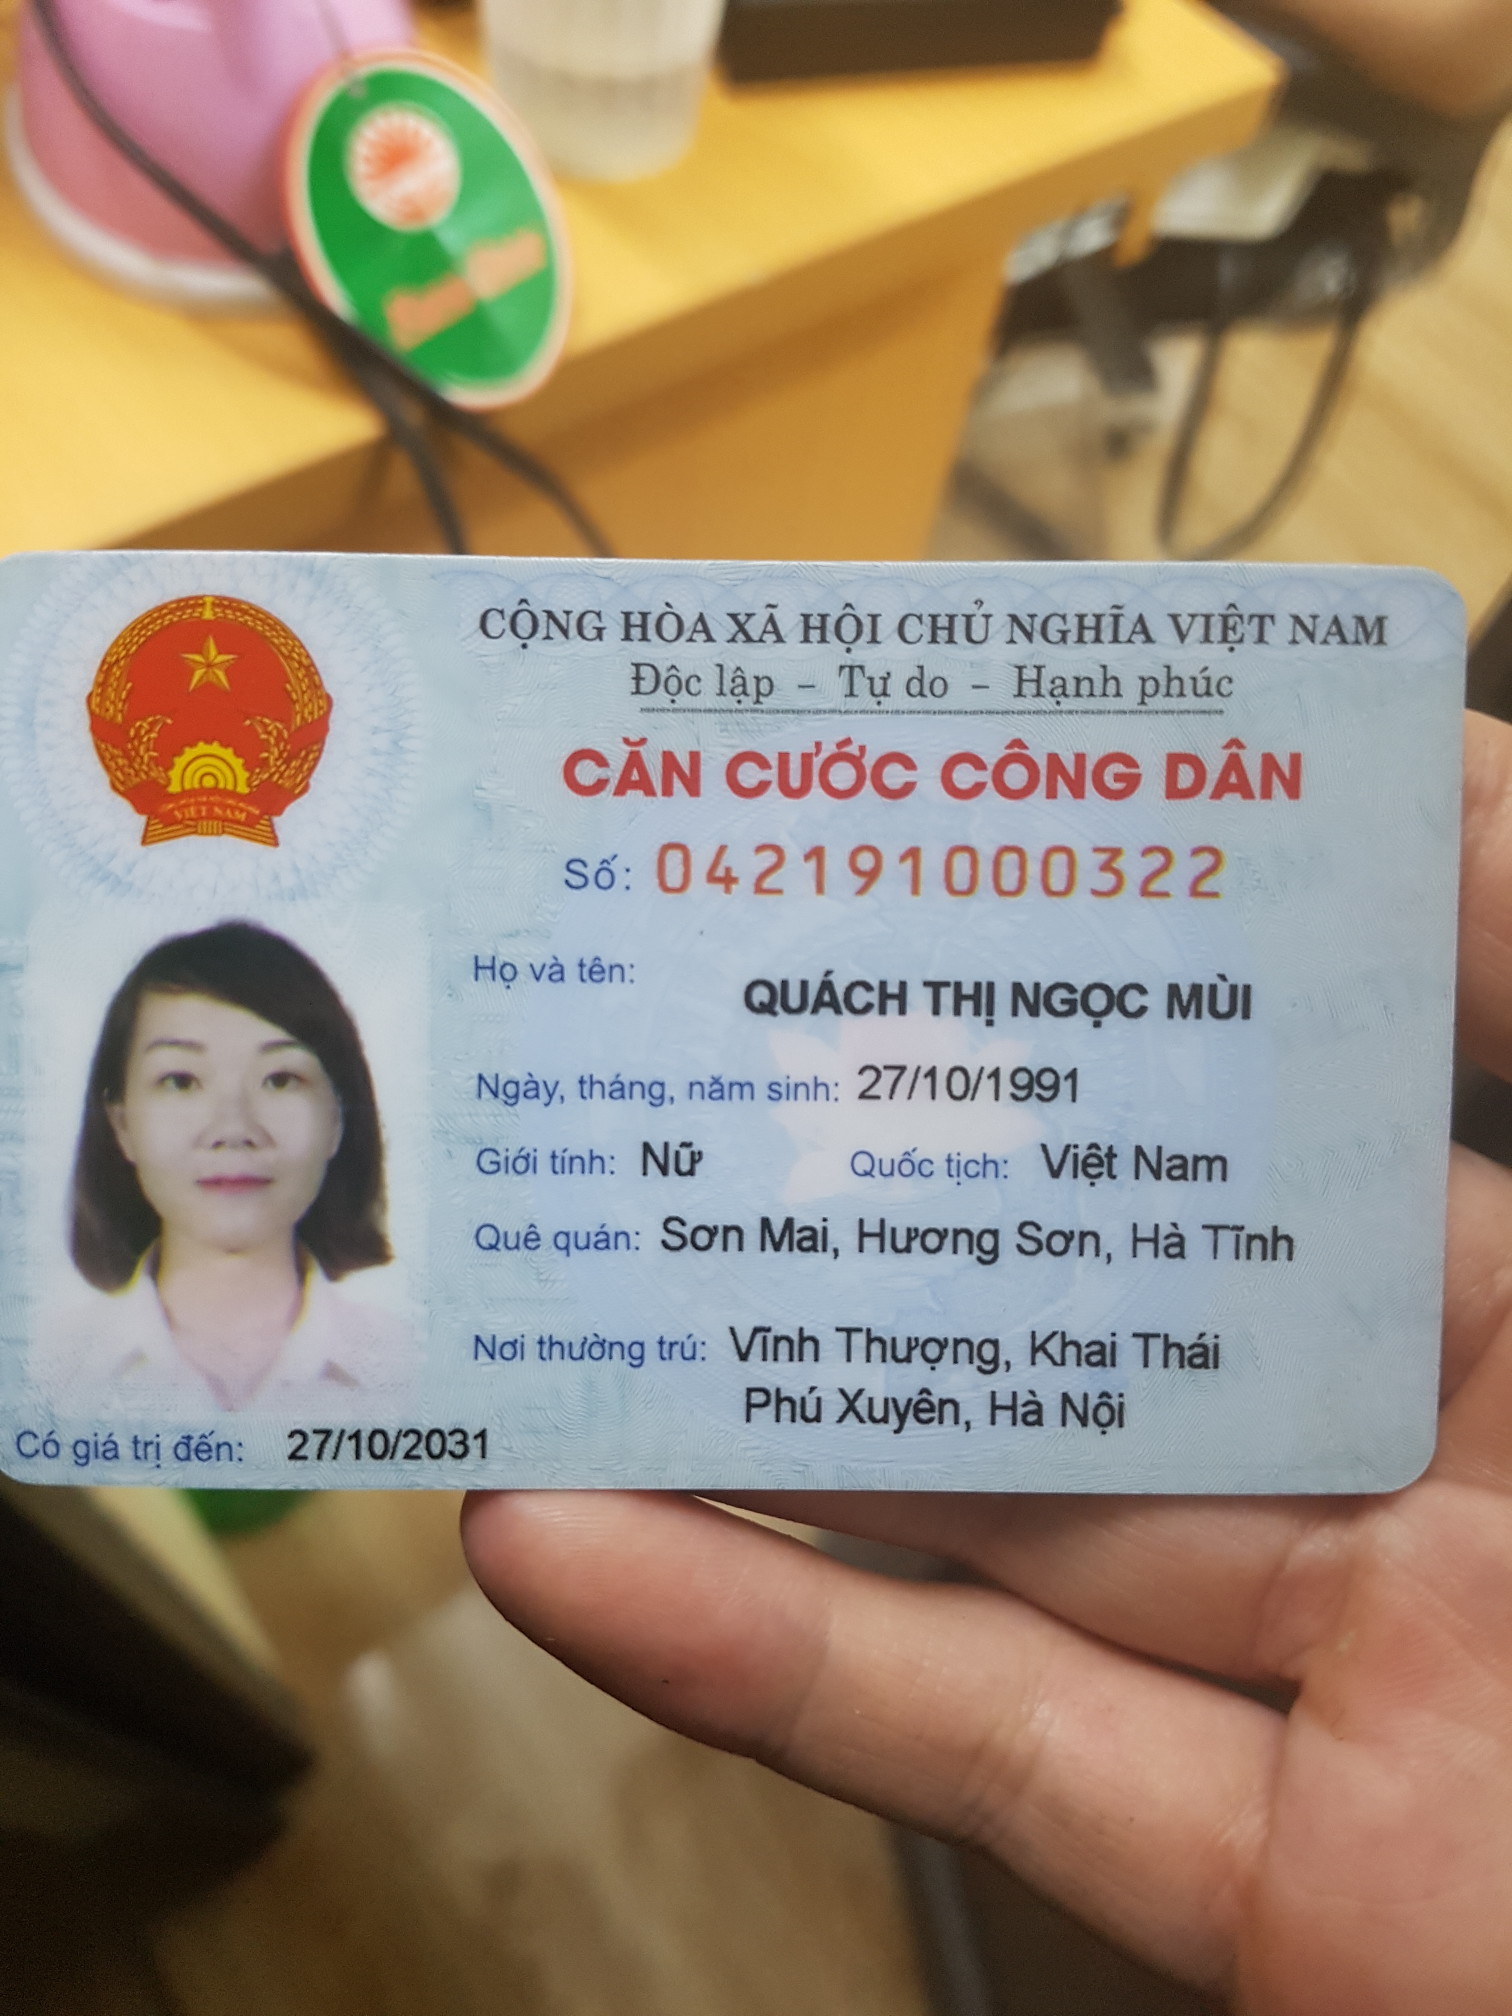 CỘNG HÒA XÃ HỘI CHỦ NGHĨA VIỆT NAM
Độc lập - Tự do - Hạnh phúc
CĂN CƯỚC CÔNG DÂN
Số: 042191000322
Họ và tên: QUÁCH THỊ NGỌC MÙI
Ngày, tháng, năm sinh: 27/10/1991
Giới tính: Nữ Quốc tịch: Việt Nam
Quê quán: Sơn Mai, Hương Sơn, Hà Tĩnh
Nơi thường trú: Vĩnh Thượng, Khai Thái
Phú Xuyên, Hà Nội
Có giá trị đến: 27/10/2031
VIỆT NAM